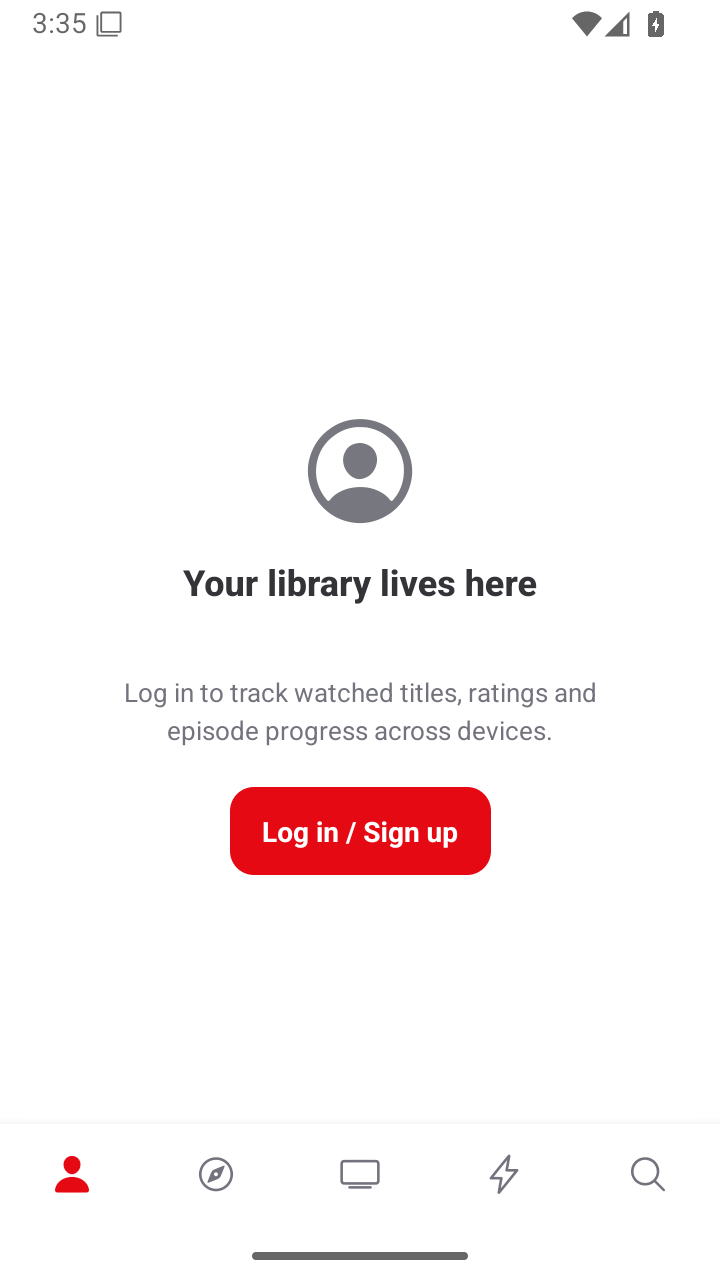 3:35
Your library lives here
Log in to track watched titles, ratings and
episode progress across devices.
Log in / Sign up